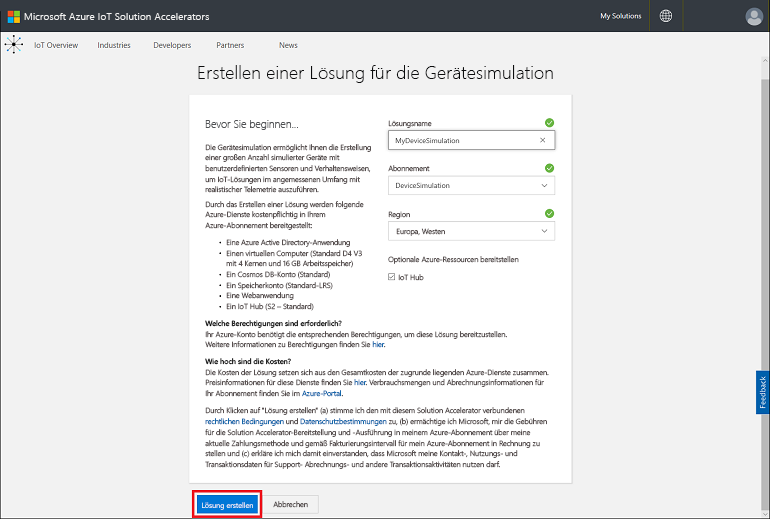 Microsoft Azure IoT Solution Accelerators
My Solutions
IoT Overview
Industries
Developers
Partners
News
Erstellen einer Lösung für die Gerätesimulation
Bevor Sie beginnen...
Die Gerätesimulation ermöglicht Ihnen die Erstellung
einer großen Anzahl simulierter Geräte mit
benutzerdefinierten Sensoren und Verhaltensweisen,
um IoT-Lösungen im angemessenen Umfang mit
realistischer Telemetrie auszuführen.
Durch das Erstellen einer Lösung werden folgende
Azure-Dienste kostenpflichtig in Ihrem
Azure-Abonnement bereitgestellt:
• Eine Azure Active Directory-Anwendung
• Einen virtuellen Computer (Standard D4 V3
mit 4 Kernen und 16 GB Arbeitsspeicher)
• Ein Cosmos DB-Konto (Standard)
• Ein Speicherkonto (Standard-LRS)
• Eine Webanwendung
• Ein IoT Hub (S2 – Standard)
Lösungsname
MyDeviceSimulation
Abonnement
DeviceSimulation
Region
Europa, Westen
Optionale Azure-Ressourcen bereitstellen
IoT Hub
Welche Berechtigungen sind erforderlich?
Ihr Azure-Konto benötigt die entsprechenden Berechtigungen, um diese Lösung bereitzustellen.
Weitere Informationen zu Berechtigungen finden Sie hier.
Wie hoch sind die Kosten?
Die Kosten der Lösung setzen sich aus den Gesamtkosten der zugrunde liegenden Azure-Dienste zusammen.
Preisinformationen für diese Dienste finden Sie hier. Verbrauchsmengen und Abrechnungsinformationen für
Ihr Abonnement finden Sie im Azure-Portal.
Durch Klicken auf "Lösung erstellen" (a) stimme ich den mit diesem Solution Accelerator verbundenen
rechtlichen Bedingungen und Datenschutzbestimmungen zu, (b) ermächtige ich Microsoft, mir die Gebühren
für die Solution Accelerator-Bereitstellung und -Ausführung in meinem Azure-Abonnement über meine
aktuelle Zahlungsmethode und gemäß Fakturierungsintervall für mein Azure-Abonnement in Rechnung zu
stellen und (c) erkläre ich mich damit einverstanden, dass Microsoft meine Kontakt-, Nutzungs- und
Transaktionsdaten für Support- Abrechnungs- und andere Transaktionsaktivitäten nutzen darf.
Lösung erstellen
Abbrechen
Feedback